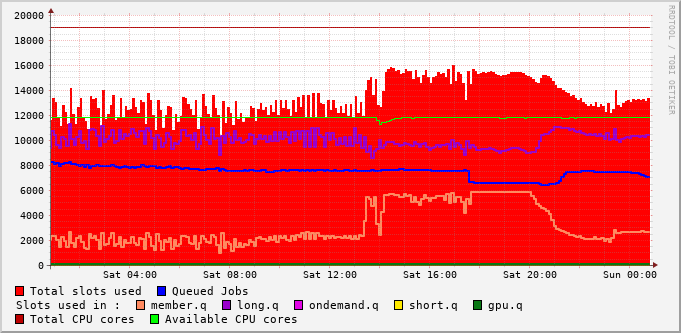 RRDTOOL / TOBI OETIKER
20000
18000
16000
14000
12000
10000
8000
6000
4000
2000
0
Sat 04:00 Sat 08:00 Sat 12:00 Sat 16:00 Sat 20:00 Sun 00:00
Total slots used Queued Jobs
Slots used in : member.q long.q ondemand.q short.q gpu.q
Total CPU cores Available CPU cores